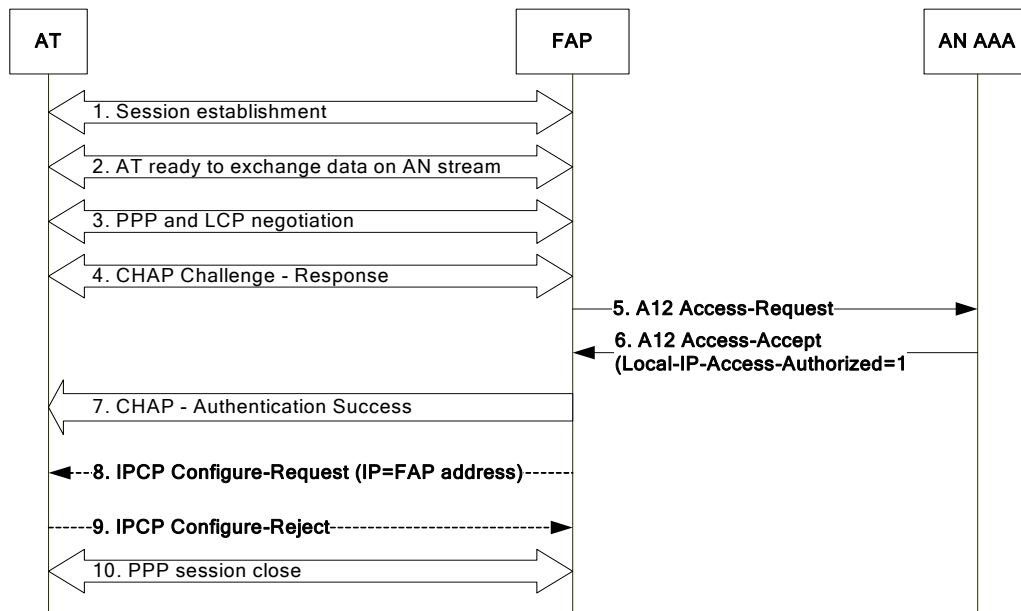 AT
FAP
AN AAA
1. Session establishment
2. AT ready to exchange data on AN stream
3. PPP and LCP negotiation
4. CHAP Challenge - Response
5. A12 Access-Request
6. A12 Access-Accept
(Local-IP-Access-Authorized=1
7. CHAP - Authentication Success
8. IPCP Configure-Request (IP=FAP address)
9. IPCP Configure-Reject
10. PPP session close